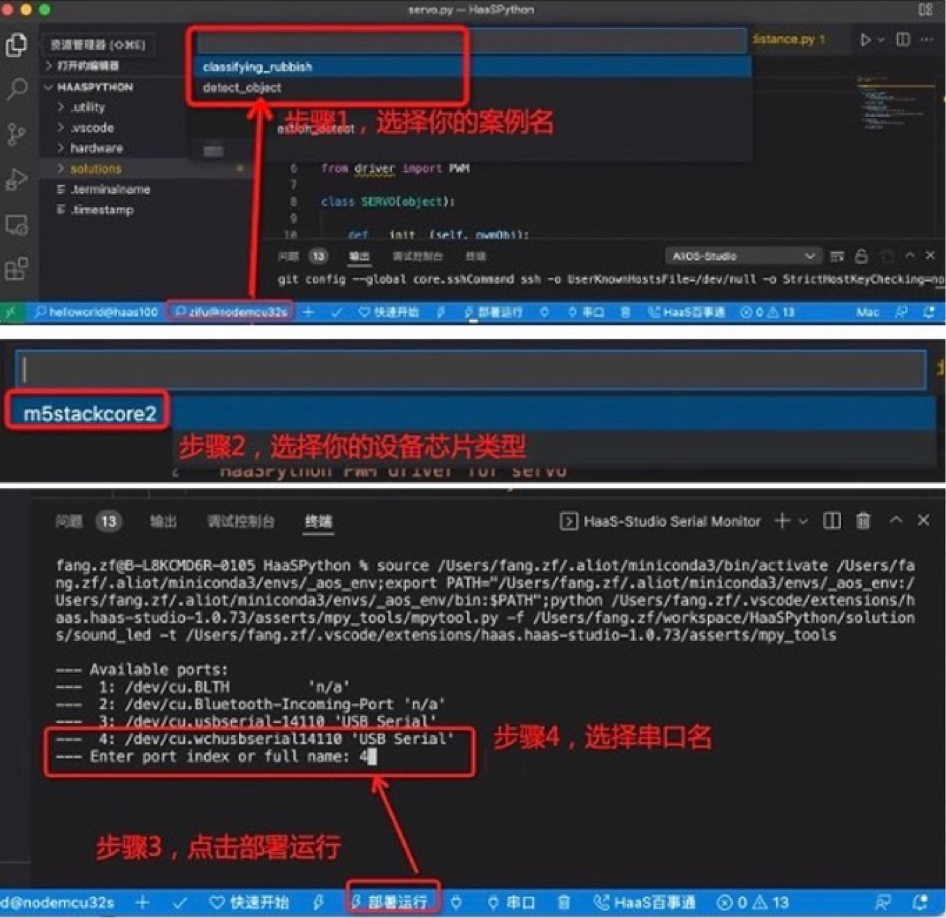 servo.py — HaaSPython
资源管理器 (⇧⌘E)
distance.py 1
> 打开的编辑器
classifying_rubbish
HAASPYTHON
detect_object
> .utility
步骤1，选择你的案例名
> .vscode
> hardware
6 from driver import PWM
> solutions
7
.terminalname
8 class SERVO(object):
9
.timestamp
10 def __init__(self, pwmObj):
问题 13 输出 调试控制台 终端 AliOS-Studio
git config --global core.sshCommand ssh -o UserKnownHostsFile=/dev/null -o StrictHostKeyChecking=no
helloworld@haas100 zifu@nodemcu32s 快速开始 部署运行 串口 HaaS百事通 0 13 Mac
m5stackcore2
步骤2，选择你的设备芯片类型
2 HaaSPython PWM driver for servo
问题 13 输出 调试控制台 终端 HaaS-Studio Serial Monitor
fang.zf@B-L8KCMD6R-0105 HaaSPython % source /Users/fang.zf/.aliot/miniconda3/bin/activate /Users/fa
ng.zf/.aliot/miniconda3/envs/_aos_env;export PATH="/Users/fang.zf/.aliot/miniconda3/envs/_aos_env:/
Users/fang.zf/.aliot/miniconda3/envs/_aos_env/bin:$PATH";python /Users/fang.zf/.vscode/extensions/h
aas.haas-studio-1.0.73/asserts/mpy_tools/mpytool.py -f /Users/fang.zf/workspace/HaaSPython/solution
s/sound_led -t /Users/fang.zf/.vscode/extensions/haas.haas-studio-1.0.73/asserts/mpy_tools
--- Available ports:
--- 1: /dev/cu.BLTH 'n/a'
--- 2: /dev/cu.Bluetooth-Incoming-Port 'n/a'
--- 3: /dev/cu.usbserial-14110 'USB Serial'
--- 4: /dev/cu.wchusbserial14110 'USB Serial'
步骤4，选择串口名
--- Enter port index or full name: 4
步骤3，点击部署运行
d@nodemcu32s 快速开始 部署运行 串口 HaaS百事通 0 13